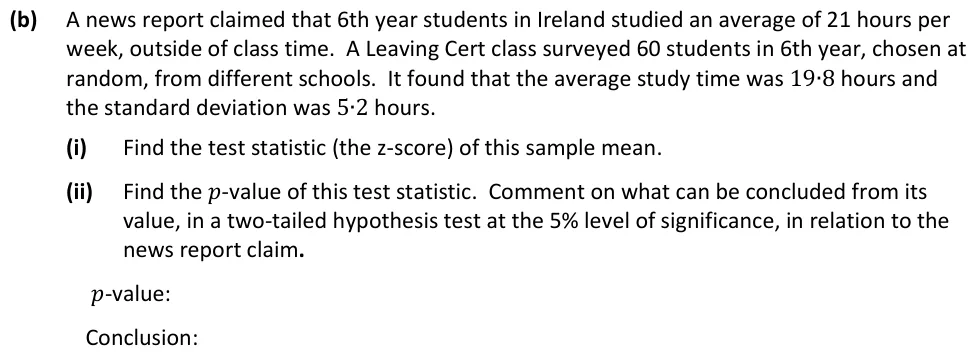 (b) A news report claimed that 6th year students in Ireland studied an average of 21 hours per
week, outside of class time. A Leaving Cert class surveyed 60 students in 6th year, chosen at
random, from different schools. It found that the average study time was 19·8 hours and
the standard deviation was 5·2 hours.
(i) Find the test statistic (the z-score) of this sample mean.
(ii) Find the p-value of this test statistic. Comment on what can be concluded from its
value, in a two-tailed hypothesis test at the 5% level of significance, in relation to the
news report claim.
p-value:
Conclusion: